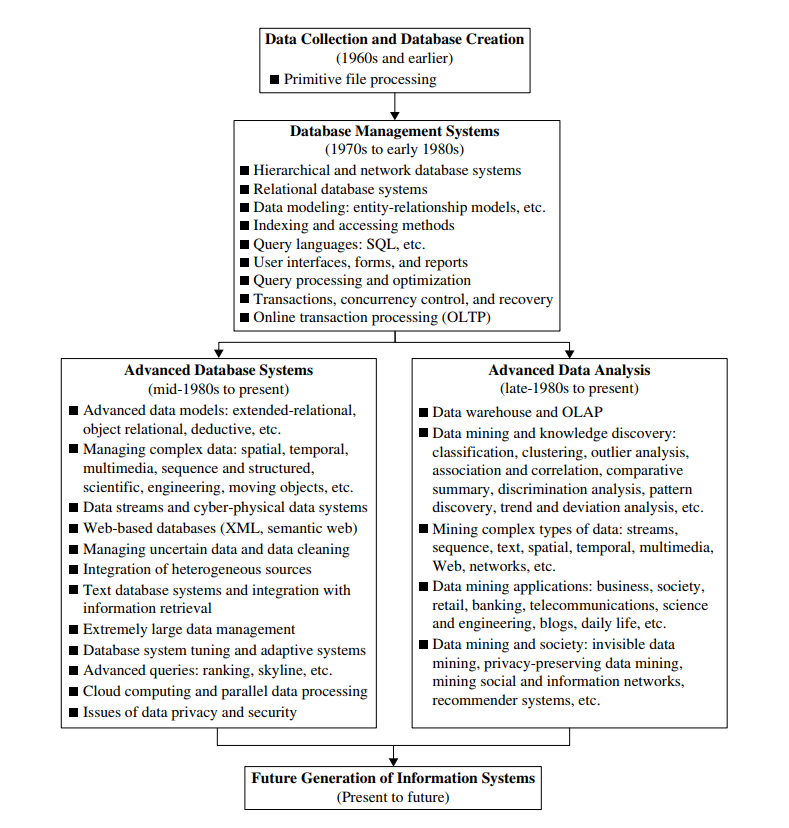 Data Collection and Database Creation
(1960s and earlier)
■ Primitive file processing
Database Management Systems
(1970s to early 1980s)
■ Hierarchical and network database systems
■ Relational database systems
■ Data modeling: entity-relationship models, etc.
■ Indexing and accessing methods
■ Query languages: SQL, etc.
■ User interfaces, forms, and reports
■ Query processing and optimization
■ Transactions, concurrency control, and recovery
■ Online transaction processing (OLTP)
Advanced Database Systems
(mid-1980s to present)
■ Advanced data models: extended-relational,
object relational, deductive, etc.
■ Managing complex data: spatial, temporal,
multimedia, sequence and structured,
scientific, engineering, moving objects, etc.
■ Data streams and cyber-physical data systems
■ Web-based databases (XML, semantic web)
■ Managing uncertain data and data cleaning
■ Integration of heterogeneous sources
■ Text database systems and integration with
information retrieval
■ Extremely large data management
■ Database system tuning and adaptive systems
■ Advanced queries: ranking, skyline, etc.
■ Cloud computing and parallel data processing
■ Issues of data privacy and security
Advanced Data Analysis
(late-1980s to present)
■ Data warehouse and OLAP
■ Data mining and knowledge discovery:
classification, clustering, outlier analysis,
association and correlation, comparative
summary, discrimination analysis, pattern
discovery, trend and deviation analysis, etc.
■ Mining complex types of data: streams,
sequence, text, spatial, temporal, multimedia,
Web, networks, etc.
■ Data mining applications: business, society,
retail, banking, telecommunications, science
and engineering, blogs, daily life, etc.
■ Data mining and society: invisible data
mining, privacy-preserving data mining,
mining social and information networks,
recommender systems, etc.
Future Generation of Information Systems
(Present to future)